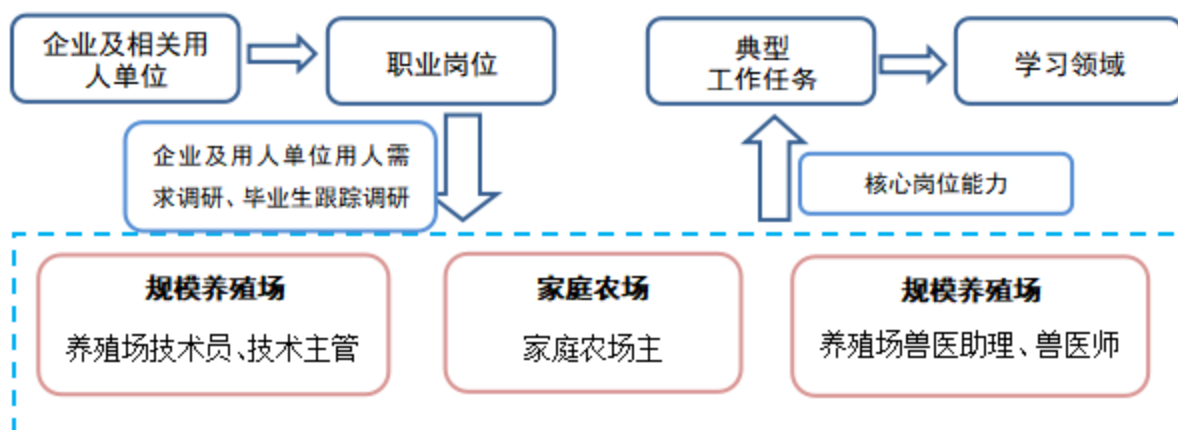 企业及相关用
人单位
职业岗位
典型
工作任务
学习领域
企业及用人单位用人需
求调研、毕业生跟踪调研
核心岗位能力
规模养殖场
养殖场技术员、技术主管
家庭农场
家庭农场主
规模养殖场
养殖场兽医助理、兽医师